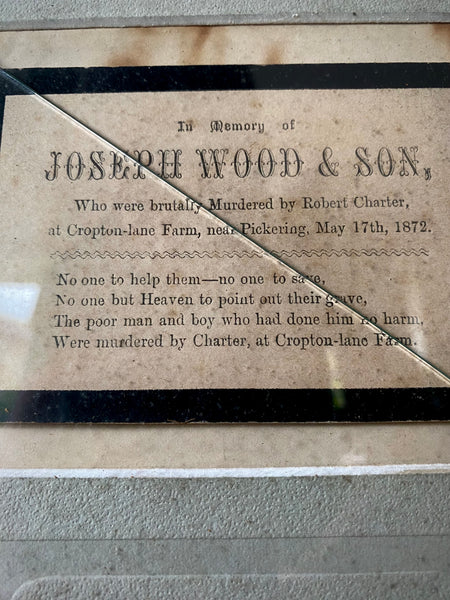 In Memory of
JOSEPH WOOD & SON,
Who were brutally Murdered by Robert Charter,
at Cropton-lane Farm, near Pickering, May 17th, 1872.
No one to help them—no one to save,
No one but Heaven to point out their grave,
The poor man and boy who had done him no harm,
Were murdered by Charter, at Cropton-lane Farm.